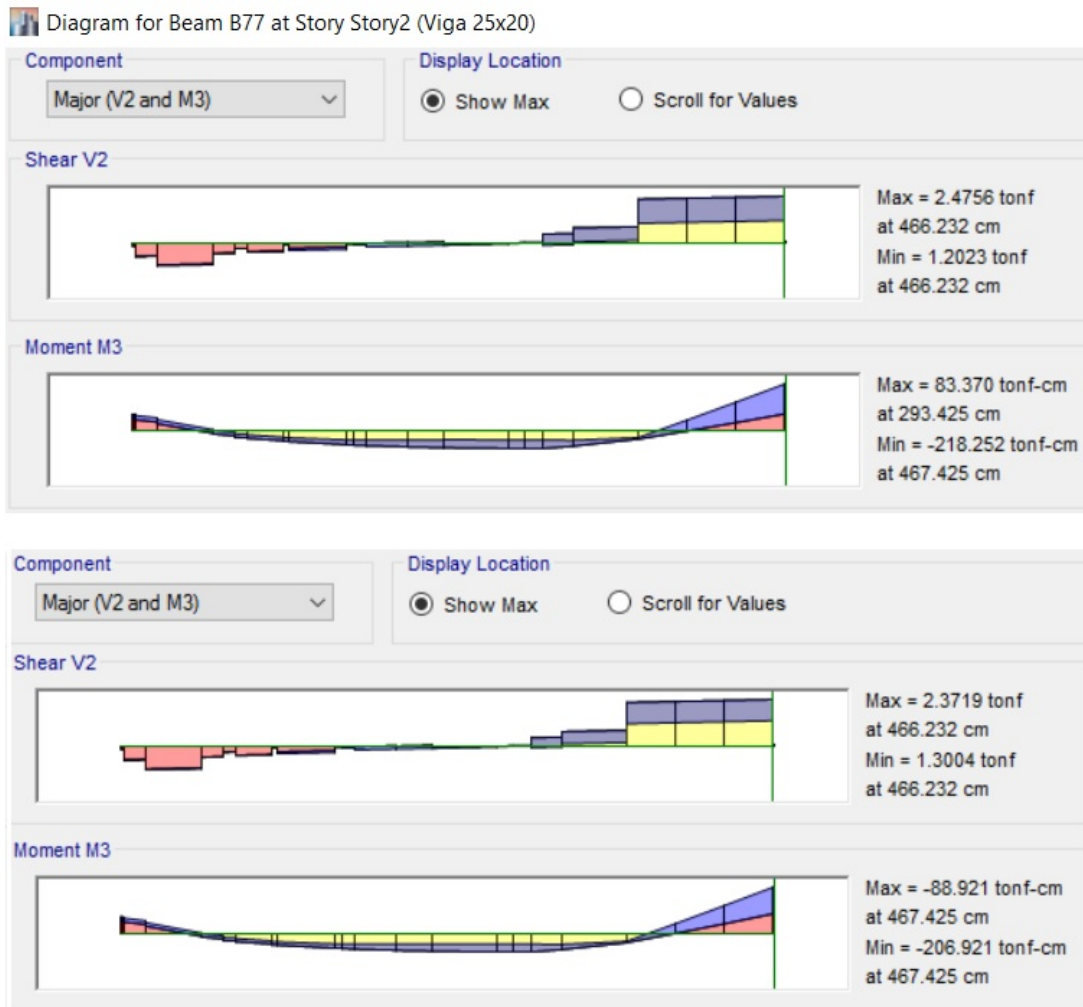 Diagram for Beam B77 at Story Story2 (Viga 25x20)
Component
Display Location
Major (V2 and M3)
Show Max
Scroll for Values
Shear V2
Max = 2.4756 tonf
at 466.232 cm
Min = 1.2023 tonf
at 466.232 cm
Moment M3
Max = 83.370 tonf-cm
at 293.425 cm
Min = -218.252 tonf-cm
at 467.425 cm
Component
Display Location
Major (V2 and M3)
Show Max
Scroll for Values
Shear V2
Max = 2.3719 tonf
at 466.232 cm
Min = 1.3004 tonf
at 466.232 cm
Moment M3
Max = -88.921 tonf-cm
at 467.425 cm
Min = -206.921 tonf-cm
at 467.425 cm